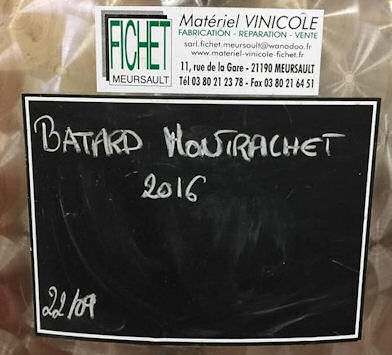 FICHET
MEURSAULT
Matériel VINICOLE
FABRICATION - REPARATION - VENTE
sarl.fichet.meursault@wanadoo.fr
www.materiel-vinicole-fichet.fr
11, rue de la Gare - 21190 MEURSAULT
Tél 03 80 21 23 78 - Fax 03 80 21 64 51
BATARD MONTRACHET
2016
22/09